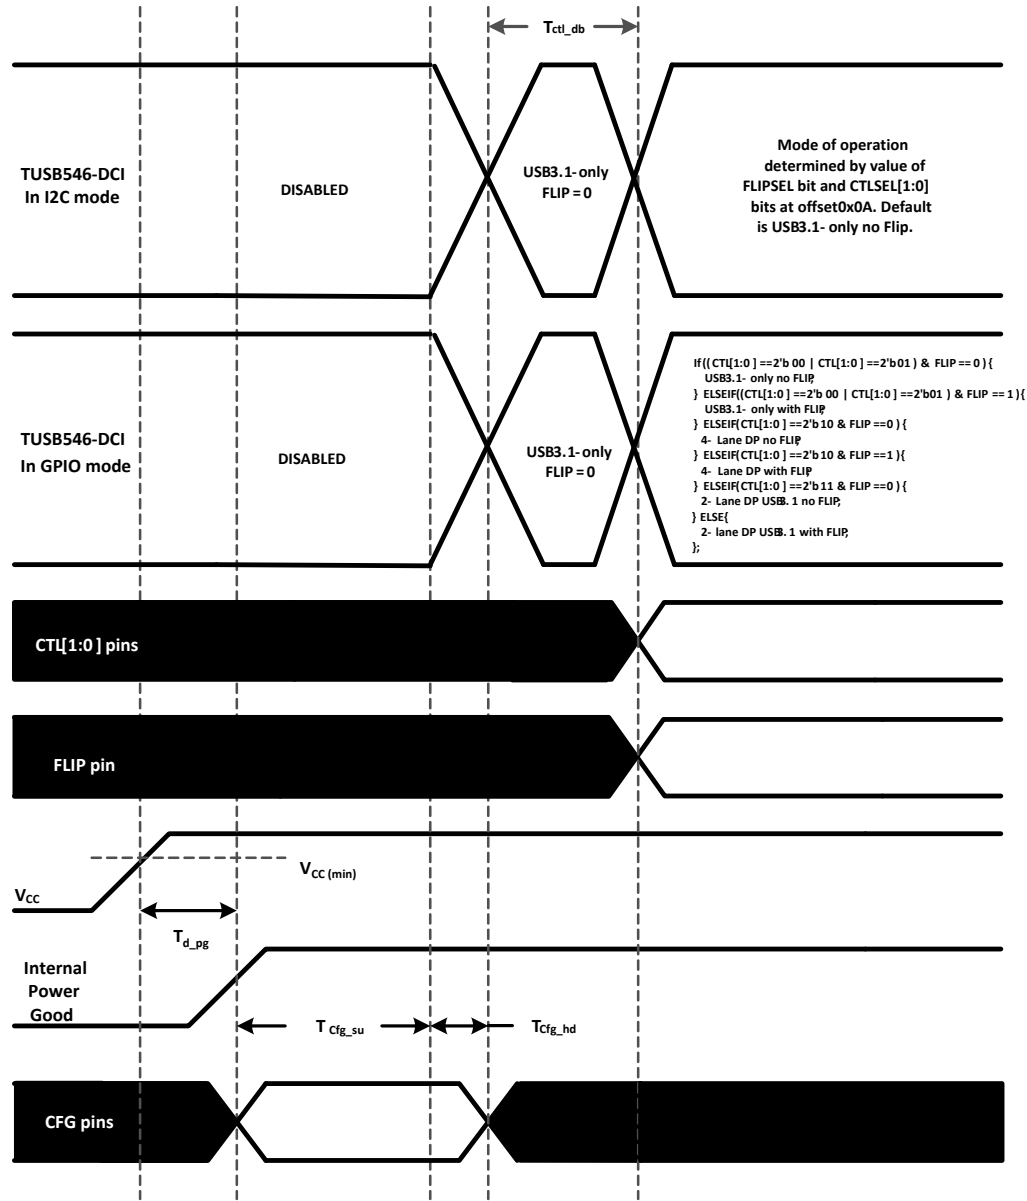 Tctl_db
TUSB546-DCI
In I2C mode
DISABLED
USB3.1- only
FLIP = 0
Mode of operation
determined by value of
FLIPSEL bit and CTLSEL[1:0]
bits at offset0x0A. Default
is USB3.1- only no Flip.
TUSB546-DCI
In GPIO mode
DISABLED
USB3.1- only
FLIP = 0
If(( CTL[1:0 ] ==2'b 00 | CTL[1:0 ] ==2'b01 ) & FLIP == 0 ) {
USB3.1- only no FLIP;
} ELSEIF((CTL[1:0 ] ==2'b 00 | CTL[1:0 ] ==2'b01 ) & FLIP == 1 ) {
USB3.1- only with FLIP;
} ELSEIF(CTL[1:0 ] ==2'b 10 & FLIP ==0 ) {
4- Lane DP no FLIP;
} ELSEIF(CTL[1:0 ] ==2'b 10 & FLIP ==1 ){
4- Lane DP with FLIP;
} ELSEIF(CTL[1:0 ] ==2'b 11 & FLIP ==0 ) {
2- Lane DP USB3. 1 no FLIP;
} ELSE{
2- lane DP USB3. 1 with FLIP;
};
CTL[1:0 ] pins
FLIP pin
VCC (min)
VCC
Td_pg
Internal
Power
Good
T Cfg_su
TCfg_hd
CFG pins